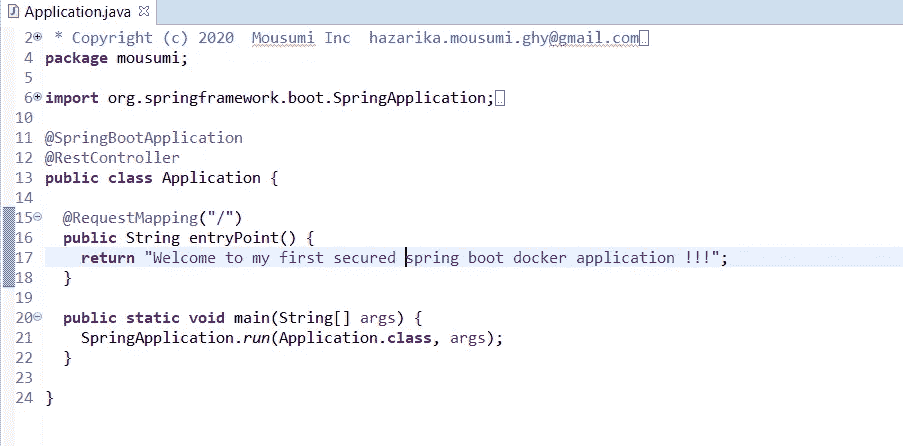 Application.java
2 * Copyright (c) 2020  Mousumi Inc  hazarika.mousumi.ghy@gmail.com
4 package mousumi;
5
6 import org.springframework.boot.SpringApplication;
10
11 @SpringBootApplication
12 @RestController
13 public class Application {
14
15   @RequestMapping("/")
16   public String entryPoint() {
17     return "Welcome to my first secured spring boot docker application !!!";
18   }
19
20   public static void main(String[] args) {
21     SpringApplication.run(Application.class, args);
22   }
23
24 }